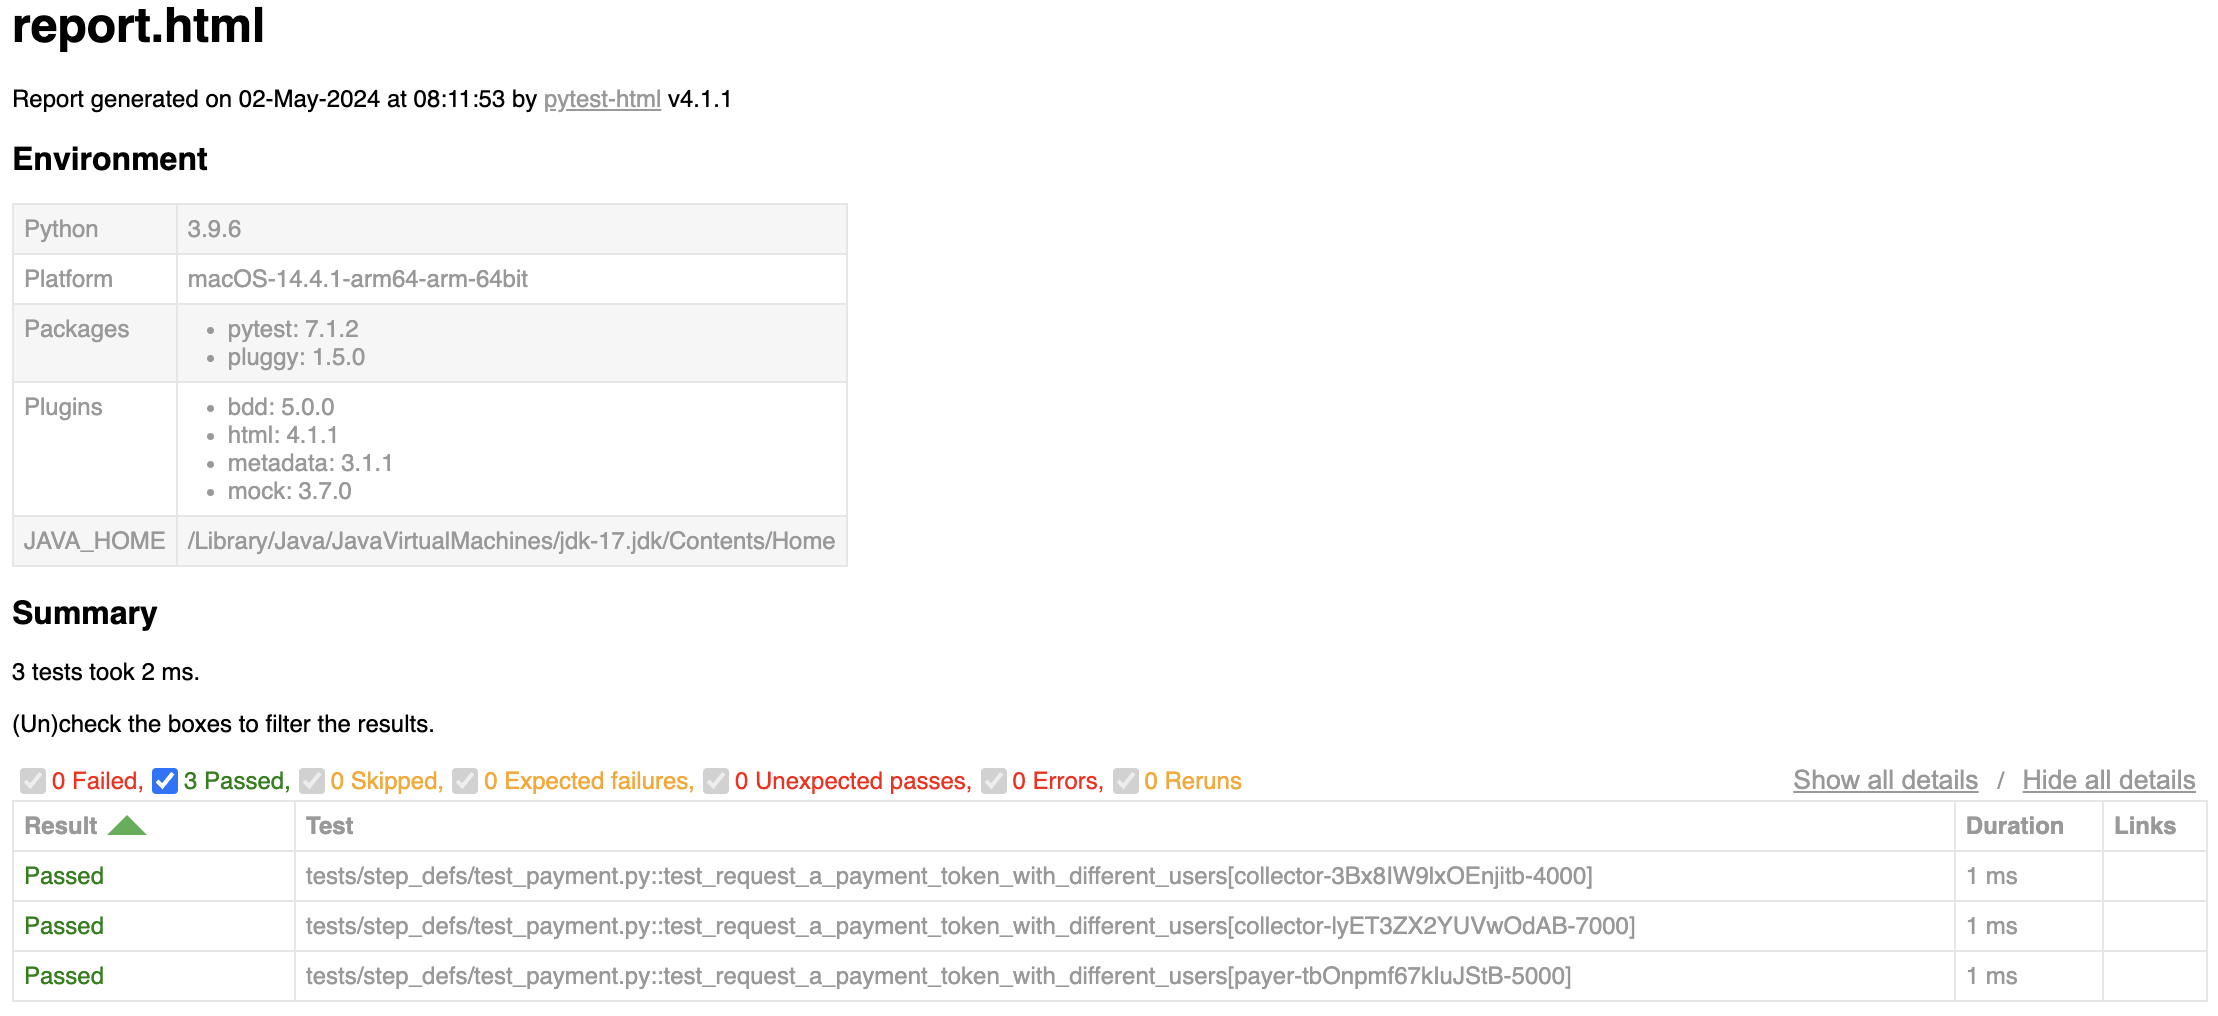 report.html
Report generated on 02-May-2024 at 08:11:53 by pytest-html v4.1.1
Environment
Python 3.9.6
Platform macOS-14.4.1-arm64-arm-64bit
Packages
• pytest: 7.1.2
• pluggy: 1.5.0
Plugins
• bdd: 5.0.0
• html: 4.1.1
• metadata: 3.1.1
• mock: 3.7.0
JAVA_HOME /Library/Java/JavaVirtualMachines/jdk-17.jdk/Contents/Home
Summary
3 tests took 2 ms.
(Un)check the boxes to filter the results.
0 Failed, 3 Passed, 0 Skipped, 0 Expected failures, 0 Unexpected passes, 0 Errors, 0 Reruns Show all details / Hide all details
Result Test Duration Links
Passed tests/step_defs/test_payment.py::test_request_a_payment_token_with_different_users[collector-3Bx8IW9IxOEnjitb-4000] 1 ms
Passed tests/step_defs/test_payment.py::test_request_a_payment_token_with_different_users[collector-lyET3ZX2YUVwOdAB-7000] 1 ms
Passed tests/step_defs/test_payment.py::test_request_a_payment_token_with_different_users[payer-tbOnpmf67kIuJStB-5000] 1 ms